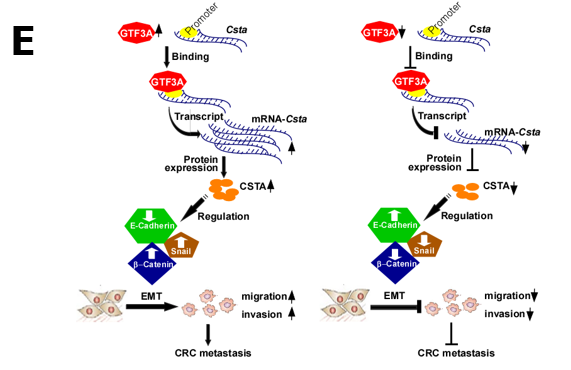 E
GTF3A
Promoter
Csta
Binding
GTF3A
Transcript
mRNA-Csta
Protein
expression
CSTA
Regulation
E-Cadherin
Snail
β-Catenin
EMT
migration
invasion
CRC metastasis
GTF3A
Promoter
Csta
Binding
GTF3A
Transcript
mRNA-Csta
Protein
expression
CSTA
Regulation
E-Cadherin
Snail
β-Catenin
EMT
migration
invasion
CRC metastasis